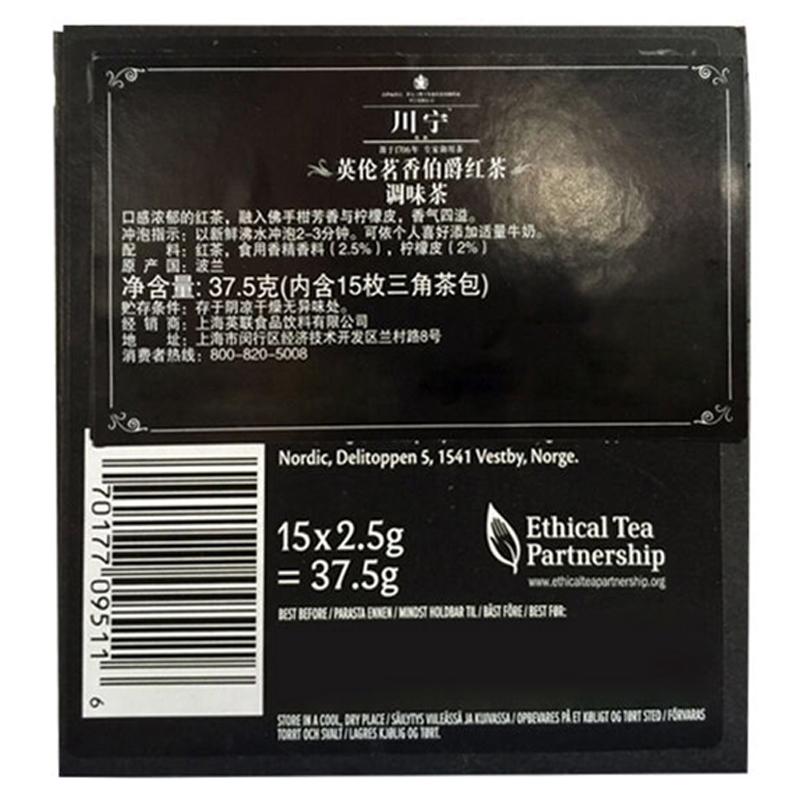 川宁
源于1706年 皇家御用茶
英伦茗香伯爵红茶
调味茶
口感浓郁的红茶，融入佛手柑芳香与柠檬皮，香气四溢。
冲泡指示：以新鲜沸水冲泡2-3分钟。可依个人喜好添加适量牛奶。
配 料：红茶，食用香精香料（2.5%），柠檬皮（2%）
原 产 国：波兰
净含量：37.5克(内含15枚三角茶包)
贮存条件：存于阴凉干燥无异味处。
经 销 商：上海英联食品饮料有限公司
地 址：上海市闵行区经济技术开发区兰村路8号
消费者热线：800-820-5008
Nordic, Delitoppen 5, 1541 Vestby, Norge.
15 x 2.5g
= 37.5g
Ethical Tea
Partnership
www.ethicalteapartnership.org
BEST BEFORE / PARASTA ENNEN / MINDST HOLDBAR TIL / BÄST FÖRE / BEST FØR:
STORE IN A COOL, DRY PLACE / SÄILYTYS VIILEÄSSÄ JA KUIVASSA / OPBEVARES PÅ ET KØLIGT OG TØRT STED / FÖRVARAS
TORRT OCH SVALT / LAGRES KJØLIG OG TØRT.
70177 09511 6